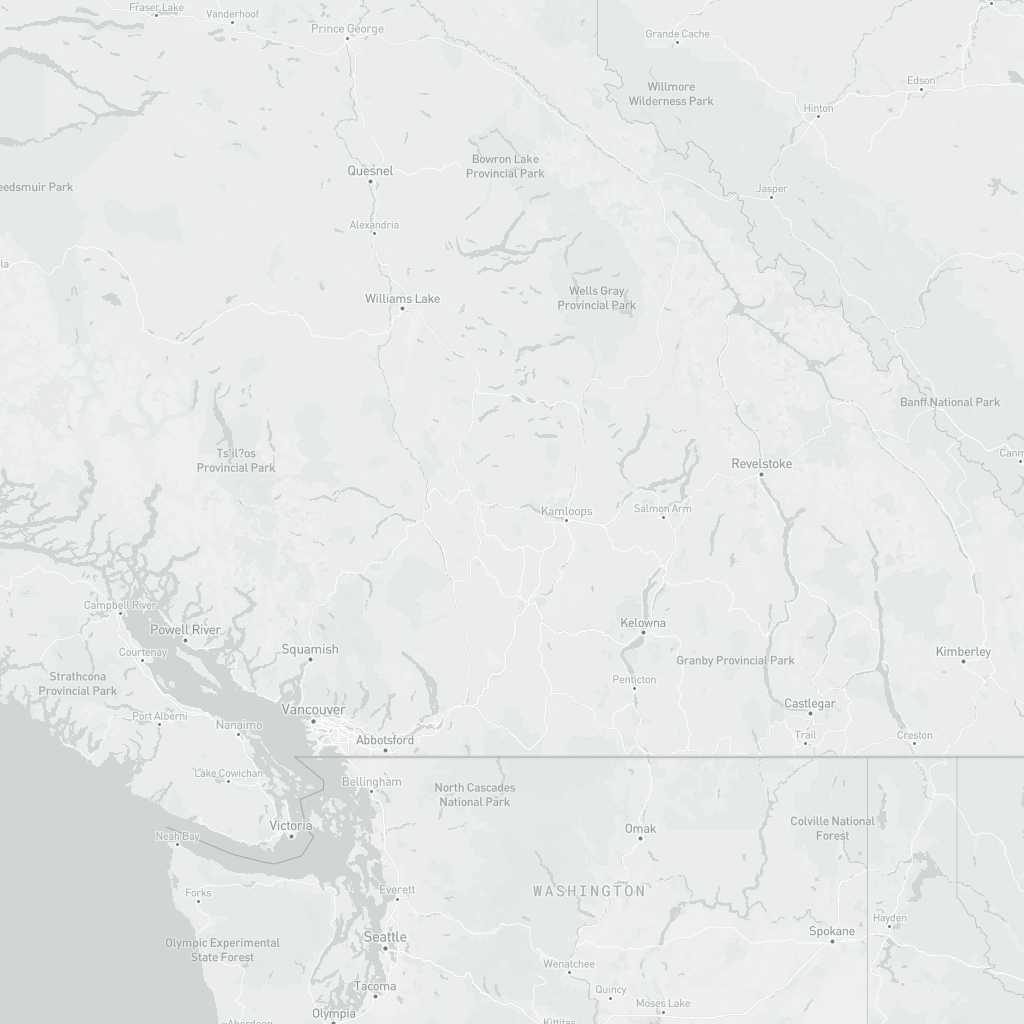 Fraser Lake
Vanderhoof
Prince George
Grande Cache
Edson
Willmore
Wilderness Park
Hinton
Bowron Lake
Provincial Park
Quesnel
eedsmuir Park
Jasper
Alexandria
la
Wells Gray
Provincial Park
Williams Lake
Banff National Park
Ts'il?os
Provincial Park
Canm
Revelstoke
Kamloops
Salmon Arm
Campbell River
Powell River
Kelowna
Courtenay
Squamish
Kimberley
Granby Provincial Park
Strathcona
Provincial Park
Penticton
Castlegar
Vancouver
Port Alberni
Nanaimo
Trail
Creston
Abbotsford
Lake Cowichan
Bellingham
North Cascades
National Park
Colville National
Forest
Victoria
Omak
Neah Bay
Everett
WASHINGTON
Forks
Hayden
Spokane
Seattle
Olympic Experimental
State Forest
Wenatchee
Tacoma
Quincy
Moses Lake
Olympia
Aberdeen
Kittitas